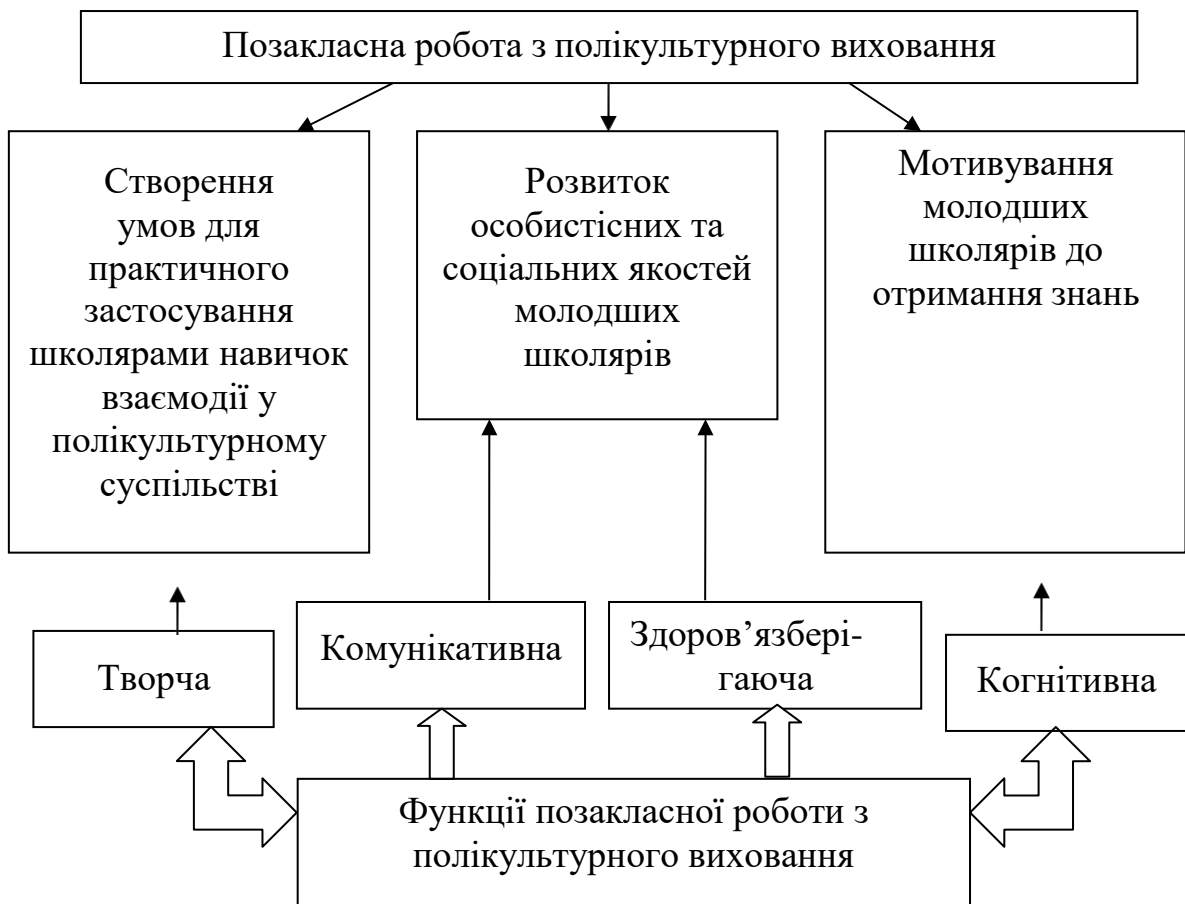 Позакласна робота з полікультурного виховання
Створення
умов для
практичного
застосування
школярами навичок
взаємодії у
полікультурному
суспільстві
Розвиток
особистісних та
соціальних якостей
молодших
школярів
Мотивування
молодших
школярів до
отримання знань
Творча
Комунікативна
Здоров’язбері-
гаюча
Когнітивна
Функції позакласної роботи з
полікультурного виховання